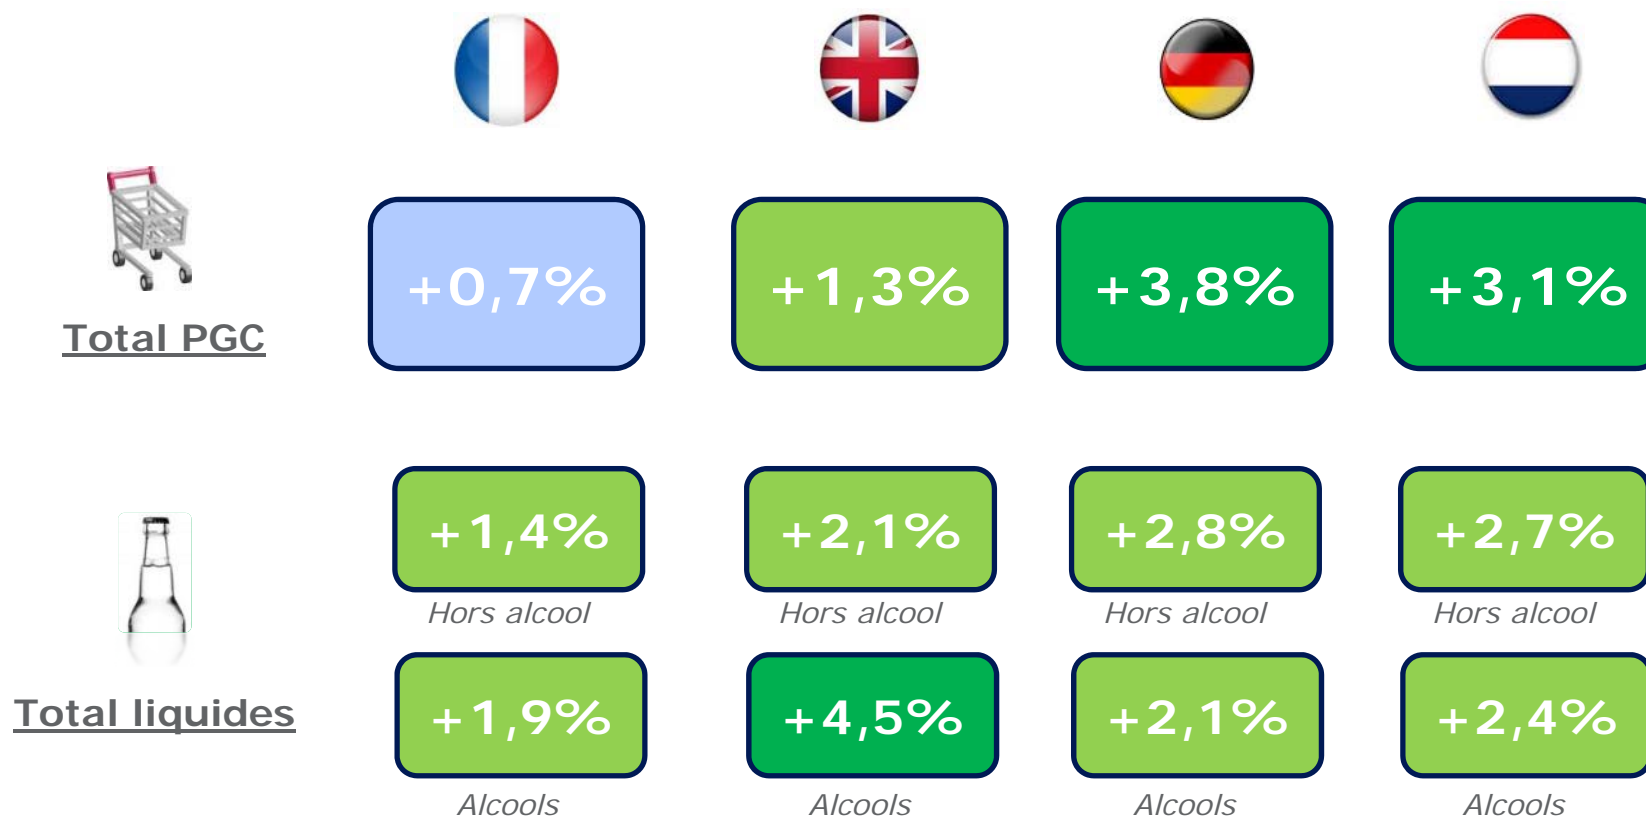 +0,7% +1,3% +3,8% +3,1%
Total PGC
+1,4% +2,1% +2,8% +2,7%
Hors alcool Hors alcool Hors alcool Hors alcool
Total liquides
+1,9% +4,5% +2,1% +2,4%
Alcools Alcools Alcools Alcools